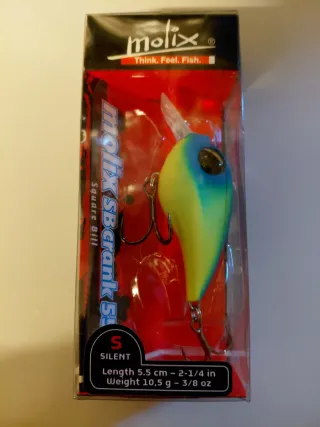 molix®
Think. Feel. Fish.
molix SBcrank 55
Square Bill
S
SILENT
Length 5.5 cm – 2-1/4 in
Weight 10,5 g – 3/8 oz